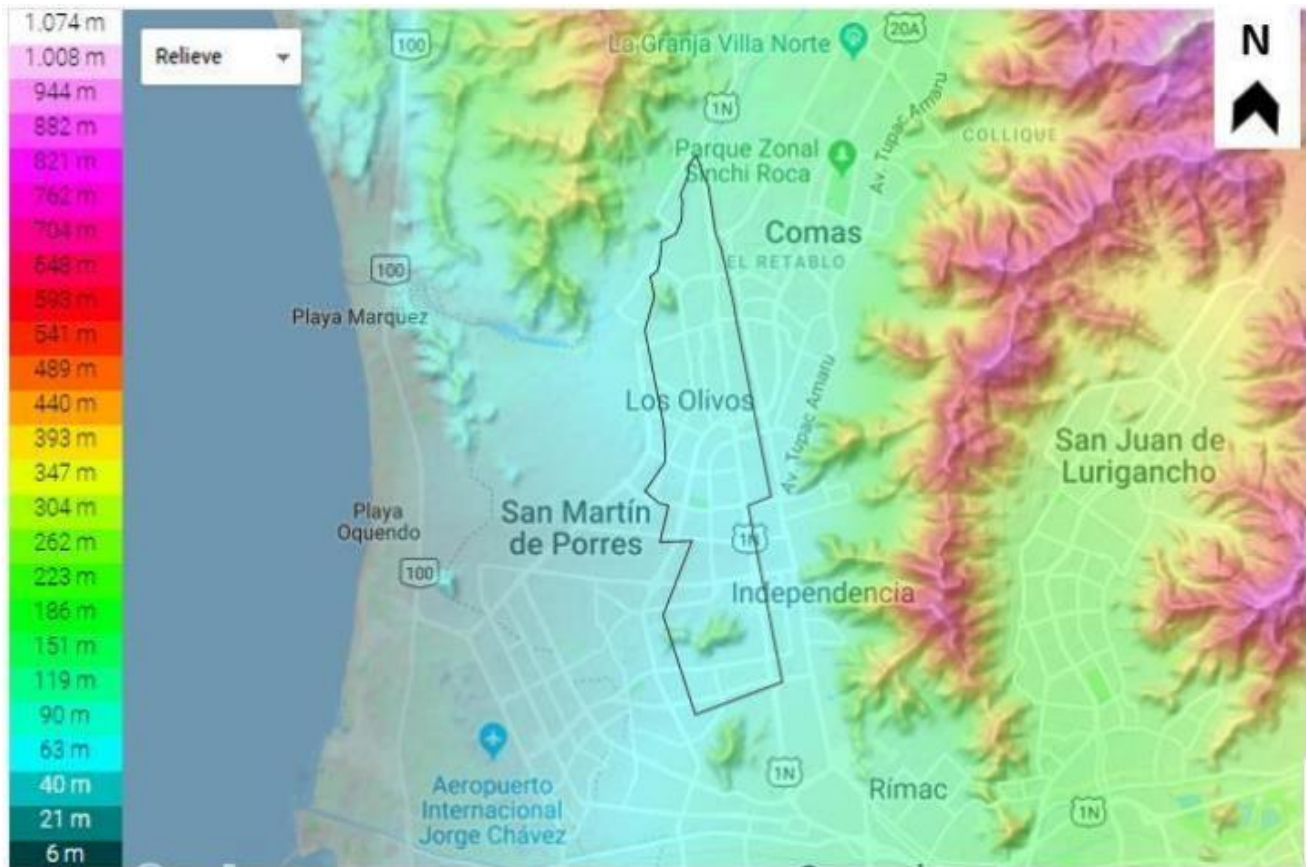 1.074 m
1.008 m
944 m
882 m
821 m
762 m
704 m
648 m
593 m
541 m
489 m
440 m
393 m
347 m
304 m
262 m
223 m
186 m
151 m
119 m
90 m
63 m
40 m
21 m
6 m
Relieve
N
100
La Granja Villa Norte
20A
1N
Av. Tupac Amaru
COLLIQUE
Parque Zonal
Sinchi Roca
Comas
EL RETABLO
100
Playa Marquez
Los Olivos
Av. Tupac Amaru
San Juan de
Lurigancho
Playa
Oquendo
San Martín
de Porres
1N
100
Independencia
Aeropuerto
Internacional
Jorge Chávez
1N
Rímac
1N